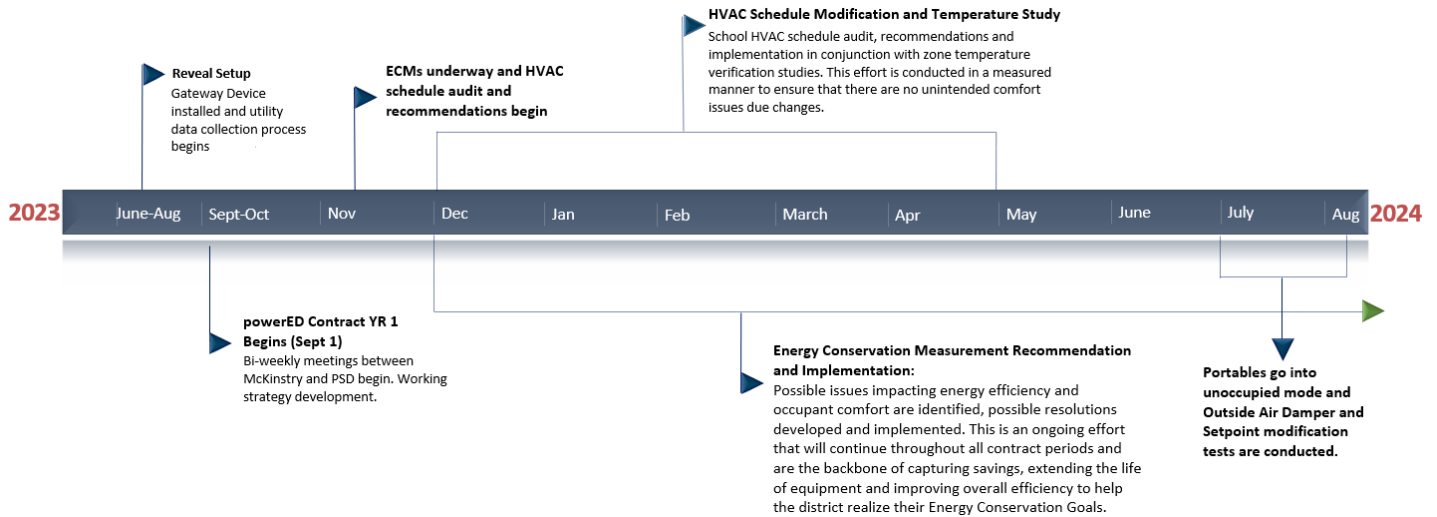 HVAC Schedule Modification and Temperature Study
School HVAC schedule audit, recommendations and
implementation in conjunction with zone temperature
verification studies. This effort is conducted in a measured
manner to ensure that there are no unintended comfort
issues due changes.
Reveal Setup
Gateway Device
installed and utility
data collection process
begins
ECMs underway and HVAC
schedule audit and
recommendations begin
2023
June-Aug
Sept-Oct
Nov
Dec
Jan
Feb
March
Apr
May
June
July
Aug
2024
powerED Contract YR 1
Begins (Sept 1)
Bi-weekly meetings between
McKinstry and PSD begin. Working
strategy development.
Energy Conservation Measurement Recommendation
and Implementation:
Possible issues impacting energy efficiency and
occupant comfort are identified, possible resolutions
developed and implemented. This is an ongoing effort
that will continue throughout all contract periods and
are the backbone of capturing savings, extending the life
of equipment and improving overall efficiency to help
the district realize their Energy Conservation Goals.
Portables go into
unoccupied mode and
Outside Air Damper and
Setpoint modification
tests are conducted.